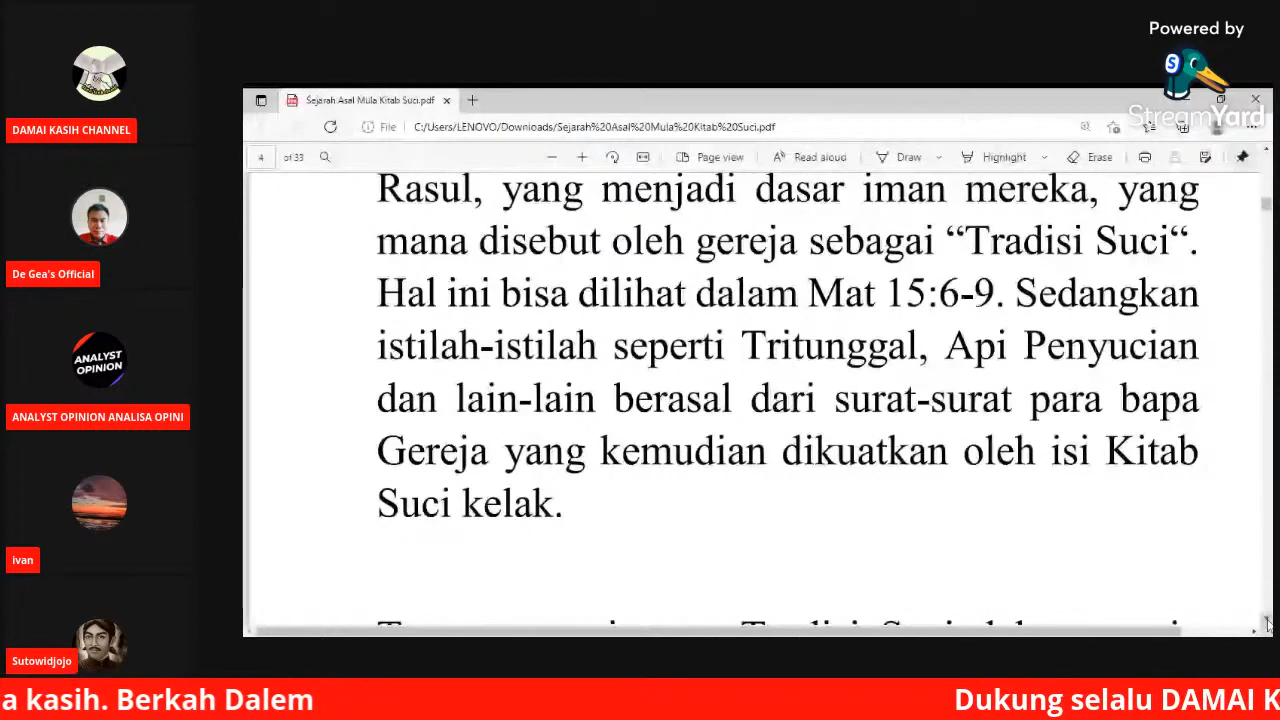 Powered by
StreamYard
S
Sejarah Asal Mula Kitab Suci.pdf
File C:/Users/LENOVO/Downloads/Sejarah%20Asal%20Mula%20Kitab%20Suci.pdf
4 of 33 Page view Read aloud Draw Highlight Erase
Rasul, yang menjadi dasar iman mereka, yang
mana disebut oleh gereja sebagai “Tradisi Suci“.
Hal ini bisa dilihat dalam Mat 15:6-9. Sedangkan
istilah-istilah seperti Tritunggal, Api Penyucian
dan lain-lain berasal dari surat-surat para bapa
Gereja yang kemudian dikuatkan oleh isi Kitab
Suci kelak.
DAMAI KASIH CHANNEL
De Gea's Official
ANALYST
OPINION
ANALYST OPINION ANALISA OPINI
ivan
Sutowidjojo
a kasih. Berkah Dalem
Dukung selalu DAMAI K